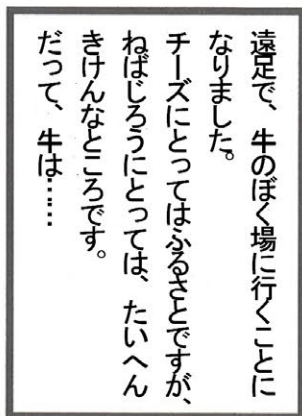 遠足で、牛のぼく場に行くことに
なりました。
チーズにとってはふるさとですが、
ねばじろうにとっては、たいへん
きけんなところです。
だって、牛は……